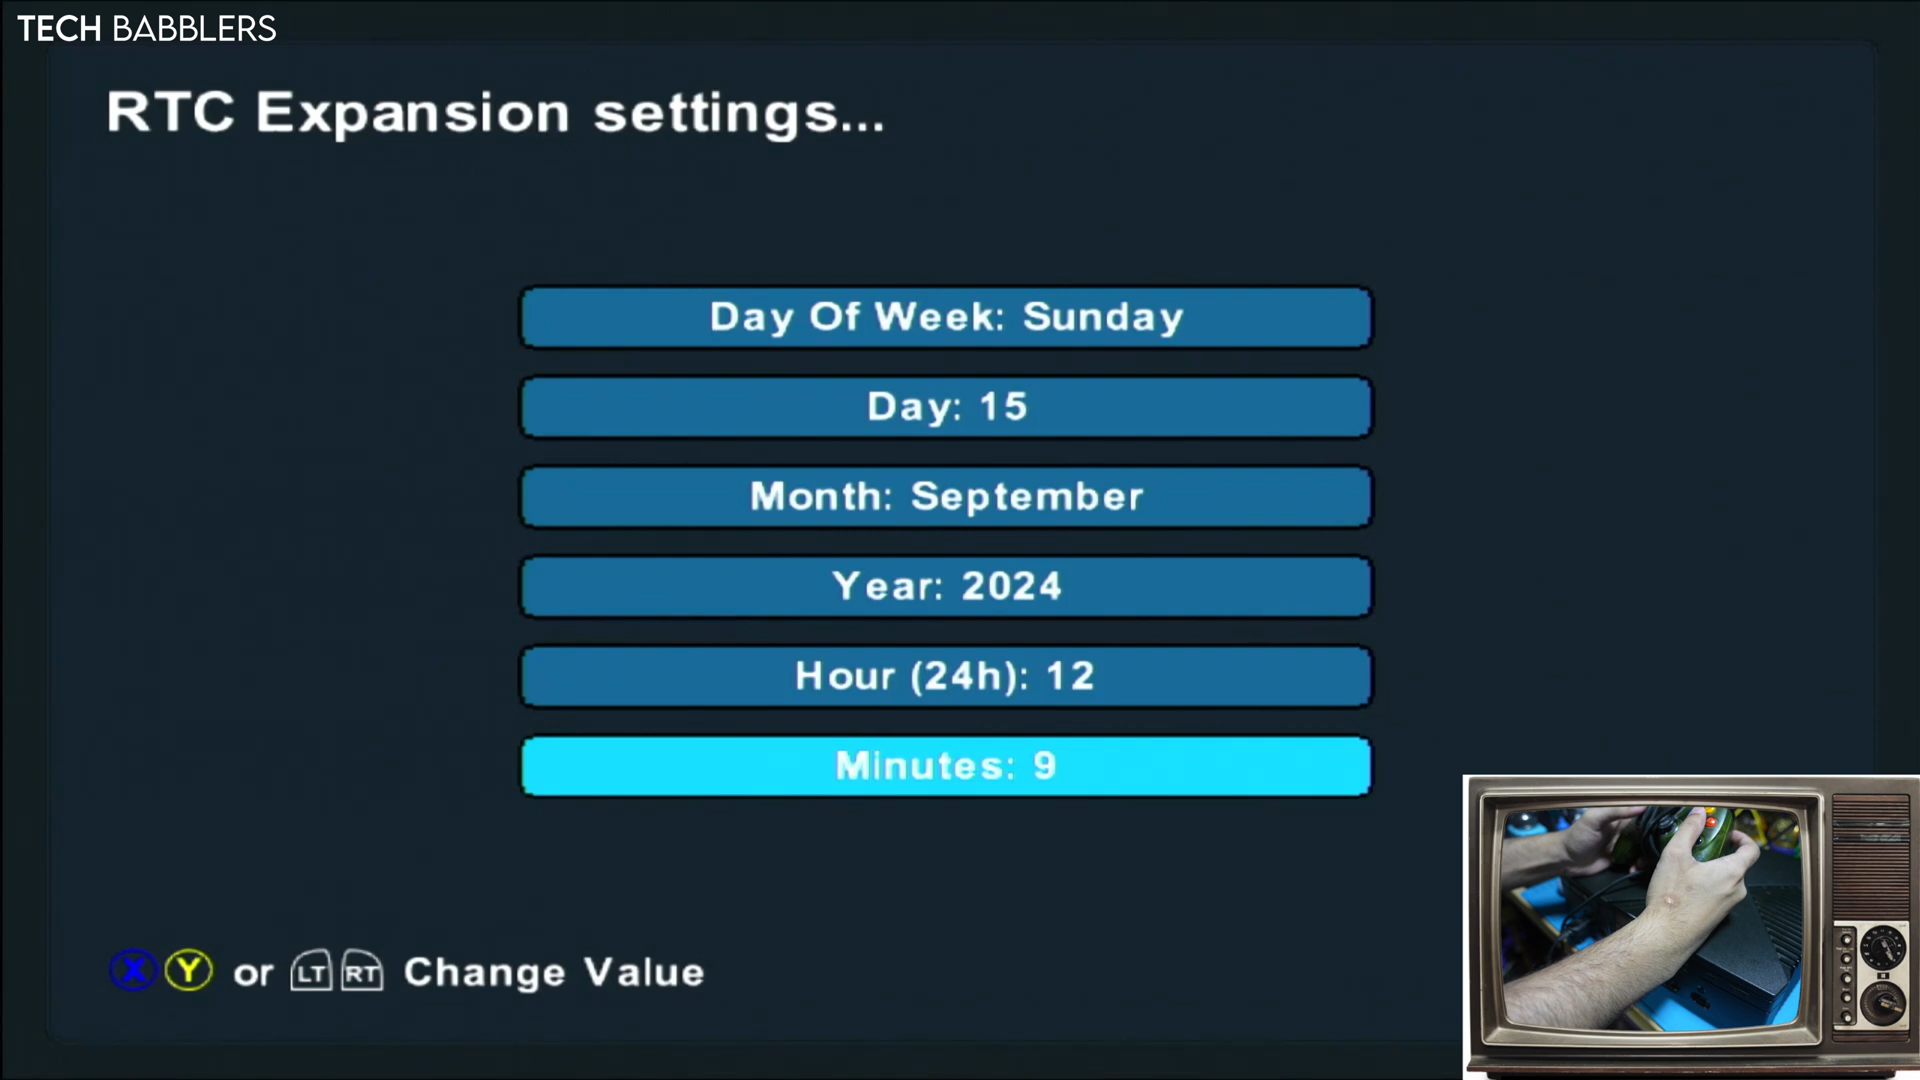 TECH BABBLERS
RTC Expansion settings...
Day Of Week: Sunday
Day: 15
Month: September
Year: 2024
Hour (24h): 12
Minutes: 9
X Y or LT RT Change Value